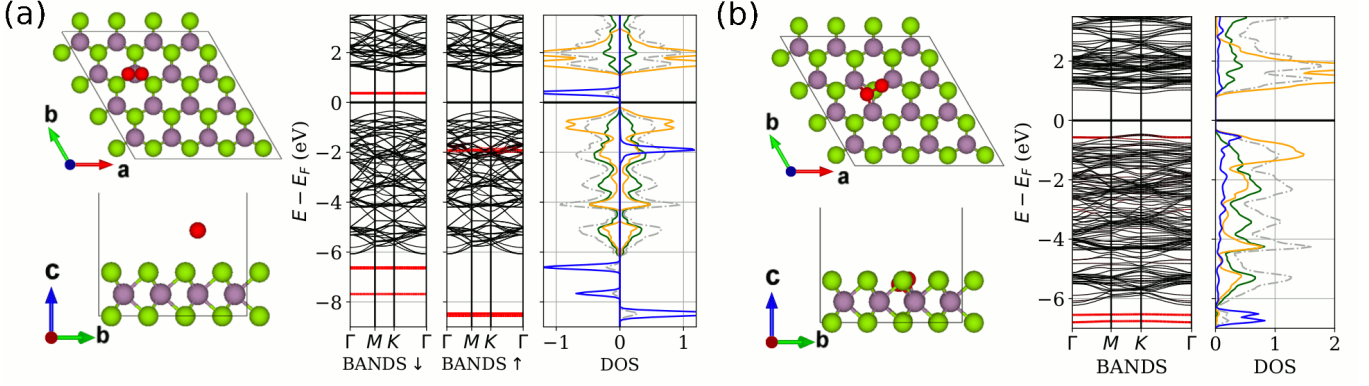 (a)
b
a
c
b
E − E_F (eV)
2
0
−2
−4
−6
−8
Γ M K Γ
BANDS ↓
Γ M K Γ
BANDS ↑
−1 0 1
DOS
(b)
b
a
c
b
E − E_F (eV)
2
0
−2
−4
−6
Γ M K Γ
BANDS
0 1 2
DOS